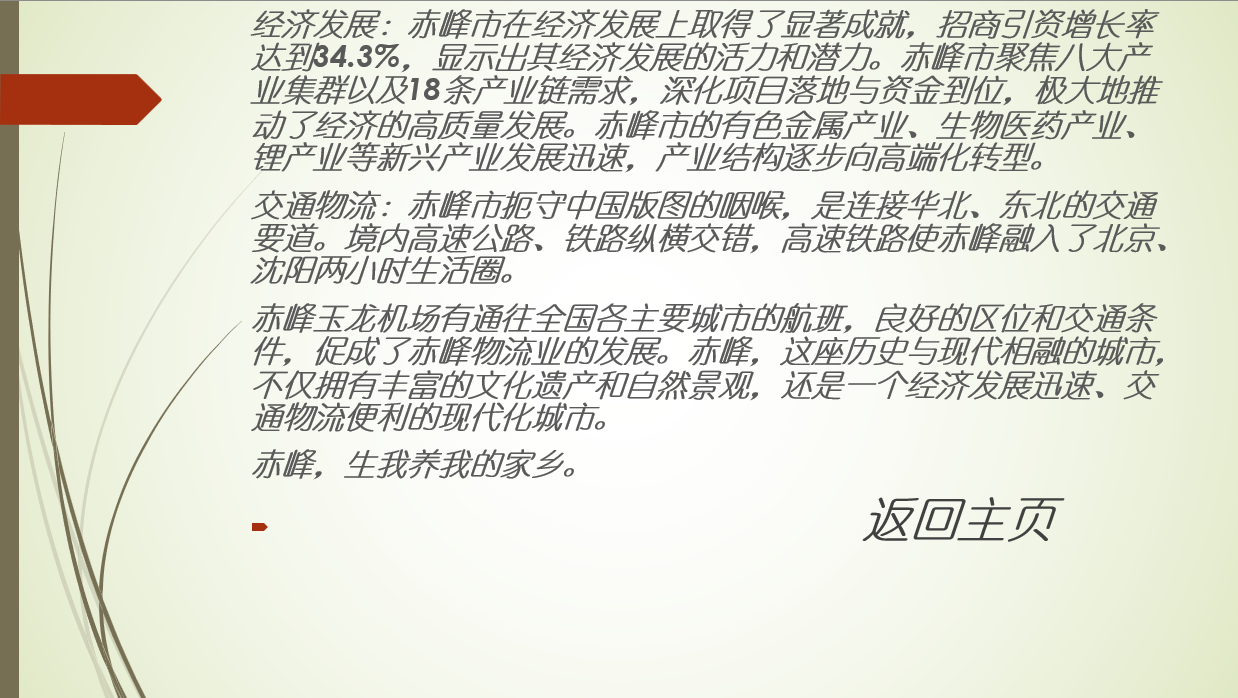 经济发展：赤峰市在经济发展上取得了显著成就，招商引资增长率
达到34.3%，显示出其经济发展的活力和潜力。赤峰市聚焦八大产
业集群以及18条产业链需求，深化项目落地与资金到位，极大地推
动了经济的高质量发展。赤峰市的有色金属产业、生物医药产业、
锂产业等新兴产业发展迅速，产业结构逐步向高端化转型。
交通物流：赤峰市扼守中国版图的咽喉，是连接华北、东北的交通
要道。境内高速公路、铁路纵横交错，高速铁路使赤峰融入了北京、
沈阳两小时生活圈。
赤峰玉龙机场有通往全国各主要城市的航班，良好的区位和交通条
件，促成了赤峰物流业的发展。赤峰，这座历史与现代相融的城市，
不仅拥有丰富的文化遗产和自然景观，还是一个经济发展迅速、交
通物流便利的现代化城市。
赤峰，生我养我的家乡。
返回主页